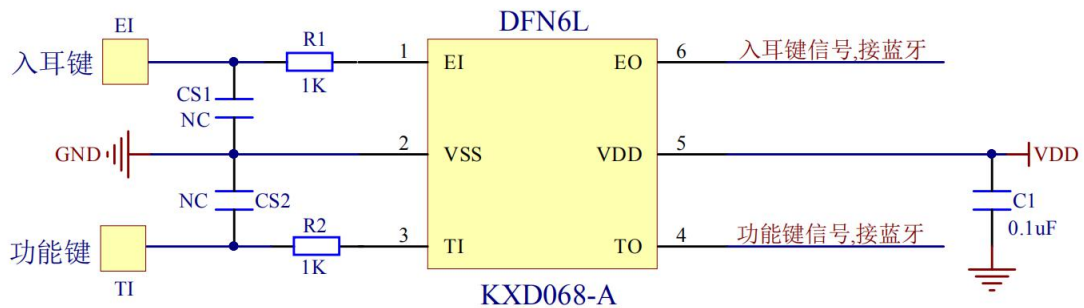 DFN6L
EI
入耳键
R1
1K
1
EI
EO
6
入耳键信号,接蓝牙
CS1
NC
GND
2
VSS
VDD
5
VDD
NC
CS2
C1
0.1uF
功能键
TI
R2
1K
3
TI
TO
4
功能键信号,接蓝牙
KXD068-A